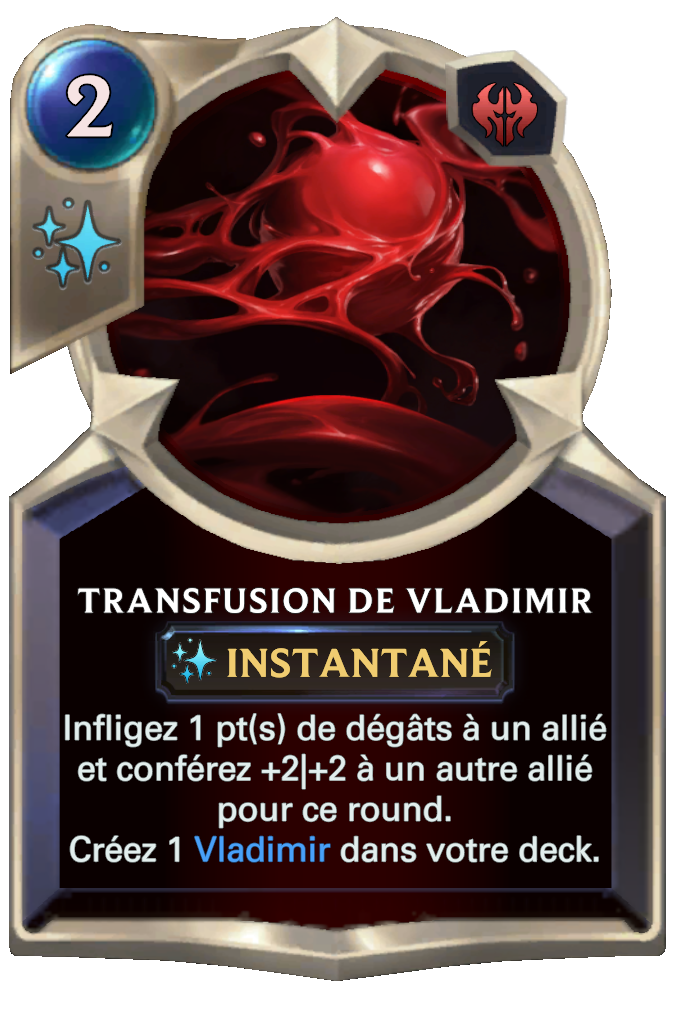 2
TRANSFUSION DE VLADIMIR
INSTANTANÉ
Infligez 1 pt(s) de dégâts à un allié
et conférez +2|+2 à un autre allié
pour ce round.
Créez 1 Vladimir dans votre deck.